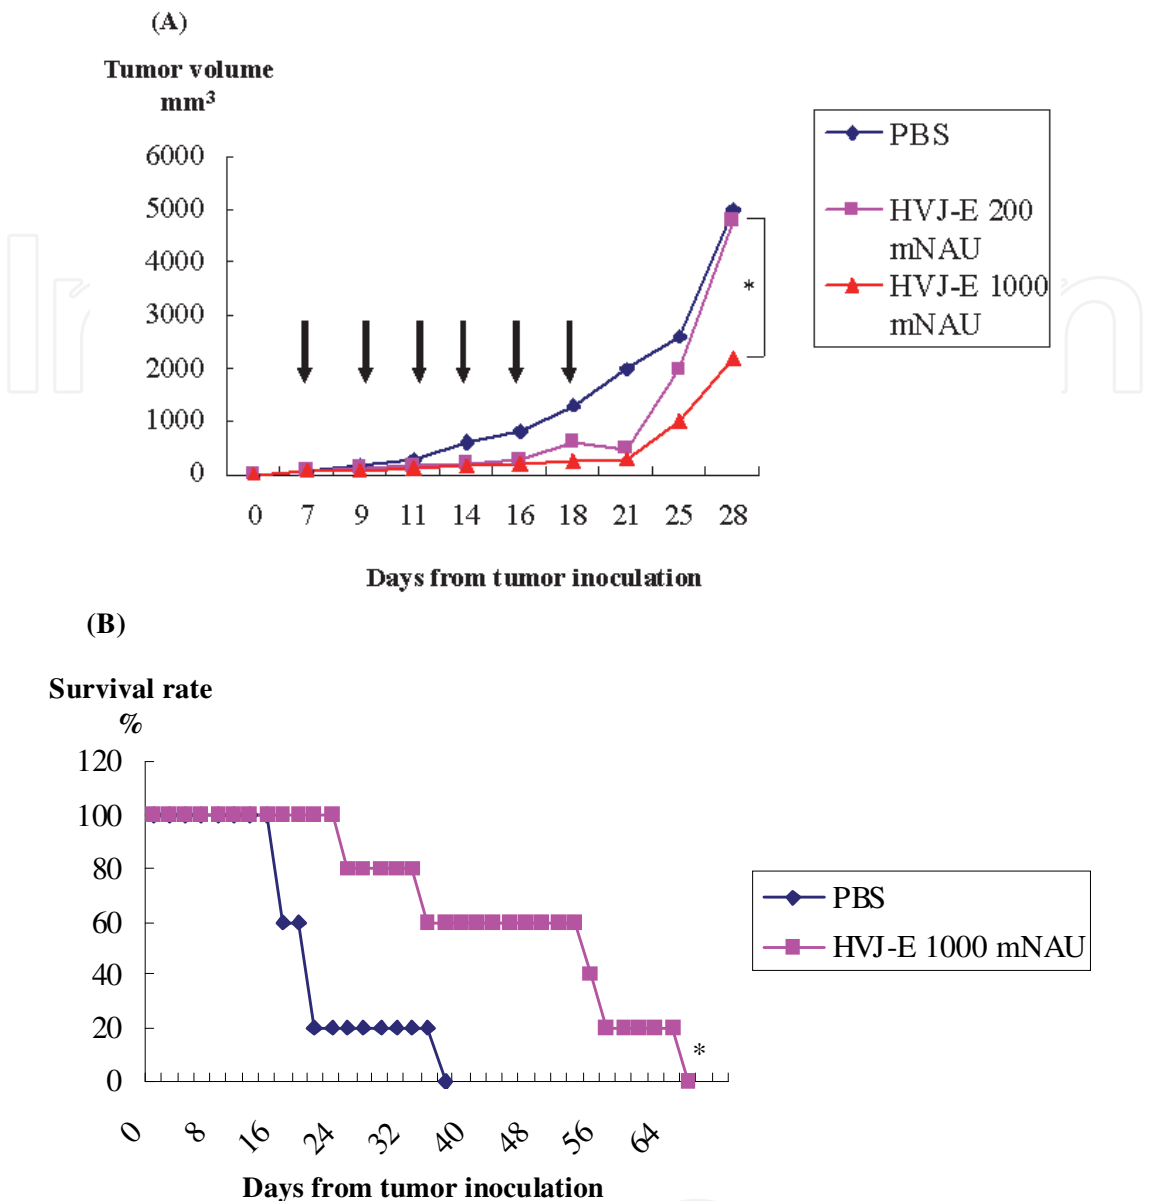 (A)
Tumor volume
mm³
6000
5000
4000
3000
2000
1000
0
0 7 9 11 14 16 18 21 25 28
Days from tumor inoculation
*
PBS
HVJ-E 200
mNAU
HVJ-E 1000
mNAU
(B)
Survival rate
%
120
100
80
60
40
20
0
0 8 16 24 32 40 48 56 64
Days from tumor inoculation
*
PBS
HVJ-E 1000 mNAU